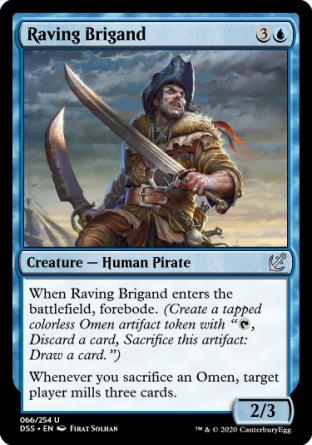 Raving Brigand 3
Creature — Human Pirate
When Raving Brigand enters the
battlefield, forebode. (Create a tapped
colorless Omen artifact token with “
Discard a card, Sacrifice this artifact:
Draw a card.”)
Whenever you sacrifice an Omen, target
player mills three cards.
2/3
066/254 U
DSS • EN Firat Solhan
™ & © 2020 CanterburyEgg